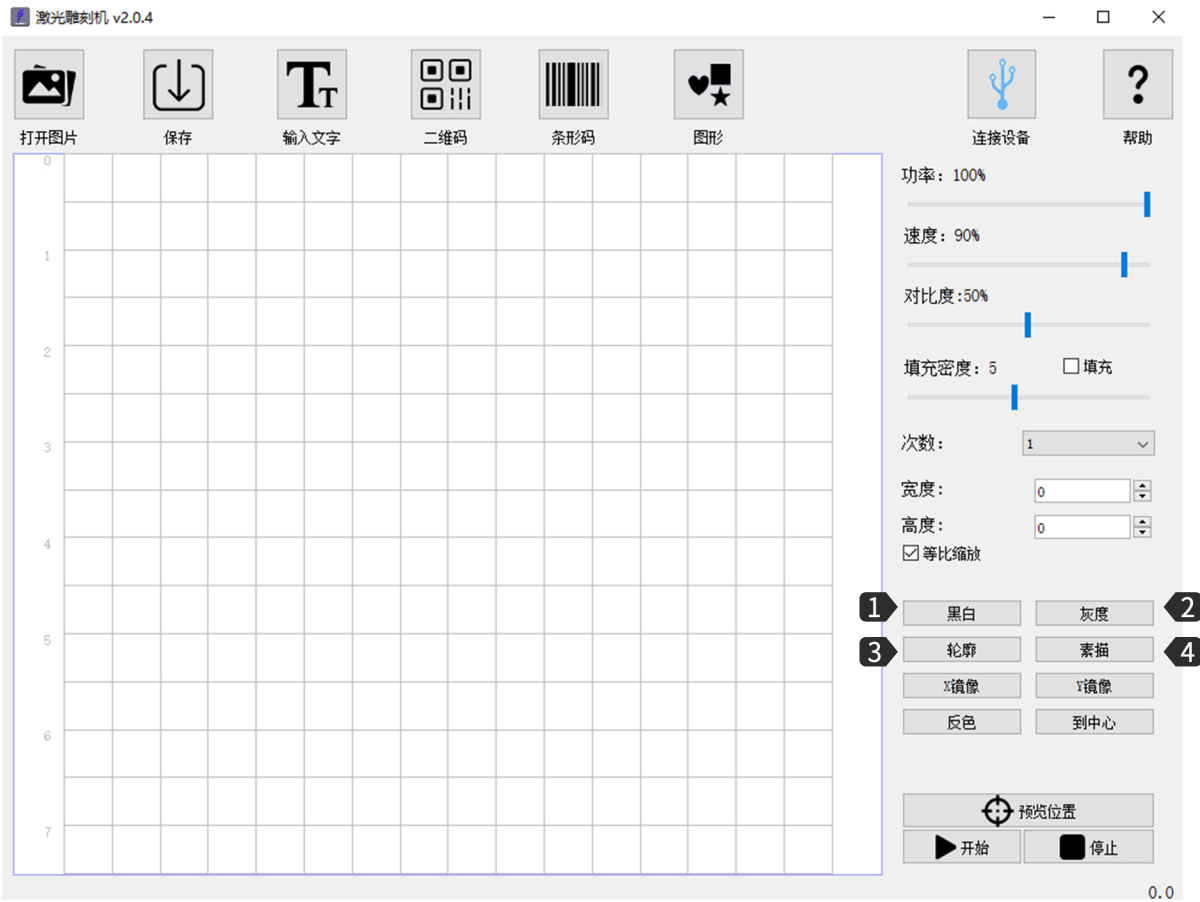 激光雕刻机 v2.0.4
打开图片
保存
输入文字
二维码
条形码
图形
连接设备
帮助
0
1
2
3
4
5
6
7
功率: 100%
速度: 90%
对比度:50%
填充密度: 5
填充
次数: 1
宽度: 0
高度: 0
等比缩放
1 黑白 灰度 2
3 轮廓 素描 4
X镜像 Y镜像
反色 到中心
预览位置
开始 停止
0.0